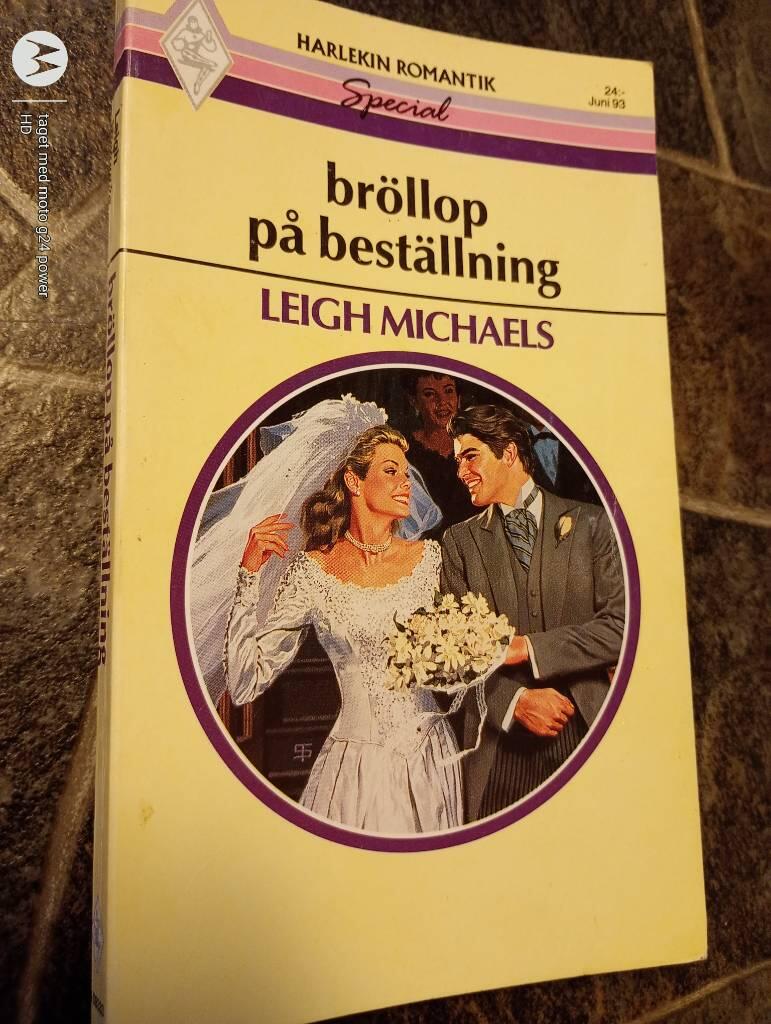 HARLEKIN ROMANTIK
Special
24:-
Juni 93
bröllop
på beställning
LEIGH MICHAELS
Leigh
bröllop på beställning
taget med moto g24 power
HD